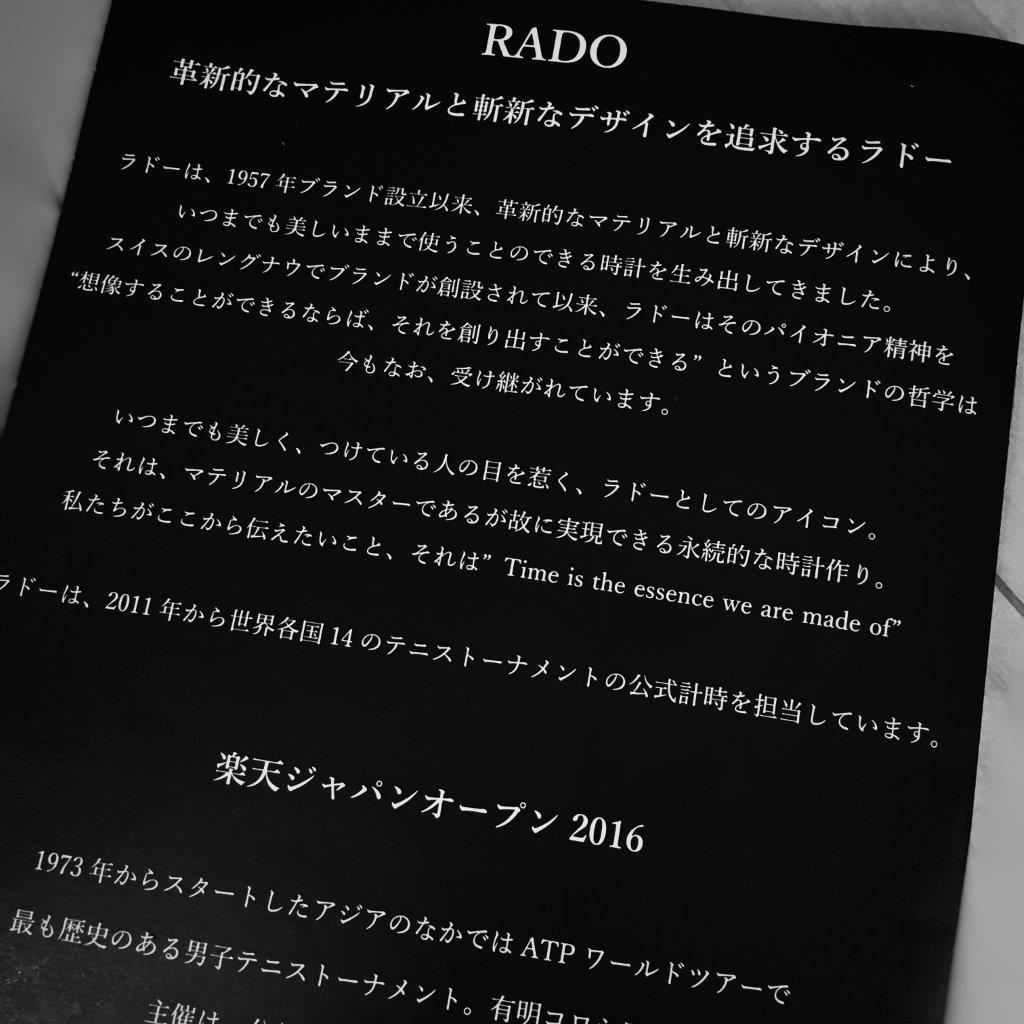 RADO
革新的なマテリアルと斬新なデザインを追求するラドー
ラドーは、1957 年ブランド設立以来、革新的なマテリアルと斬新なデザインにより、
いつまでも美しいままで使うことのできる時計を生み出してきました。
スイスのレングナウでブランドが創設されて以来、ラドーはそのパイオニア精神を
“想像することができるならば、それを創り出すことができる” というブランドの哲学は
今もなお、受け継がれています。
いつまでも美しく、つけている人の目を惹く、ラドーとしてのアイコン。
それは、マテリアルのマスターであるが故に実現できる永続的な時計作り。
私たちがここから伝えたいこと、それは” Time is the essence we are made of”
ラドーは、2011 年から世界各国 14 のテニストーナメントの公式計時を担当しています。
楽天ジャパンオープン 2016
1973 年からスタートしたアジアのなかでは ATP ワールドツアーで
最も歴史のある男子テニストーナメント。有明コロシ
主催は、